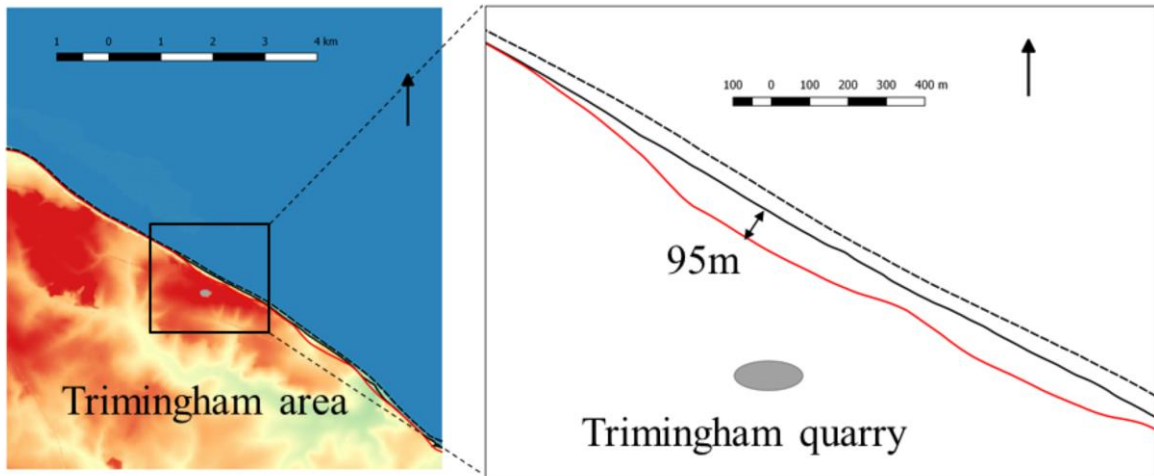 1 0 1 2 3 4 km
100 0 100 200 300 400 m
95m
Trimingham area
Trimingham quarry